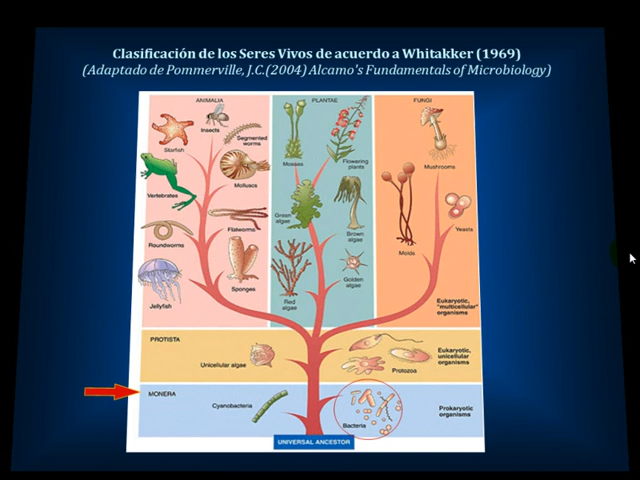 Clasificación de los Seres Vivos de acuerdo a Whitakker (1969)
(Adaptado de Pommerville, J.C.(2004) Alcamo's Fundamentals of Microbiology)
ANIMALIA
PLANTAE
FUNGI
Starfish
Insects
Segmented
worms
Mosses
Flowering
plants
Mushrooms
Vertebrates
Molluscs
Green
algae
Brown
algae
Yeasts
Roundworms
Flatworms
Molds
Jellyfish
Sponges
Red
algae
Golden
algae
Eukaryotic,
"multicellular"
organisms
PROTISTA
Unicellular algae
Protozoa
Eukaryotic,
unicellular
organisms
MONERA
Cyanobacteria
Bacteria
Prokaryotic
organisms
UNIVERSAL ANCESTOR